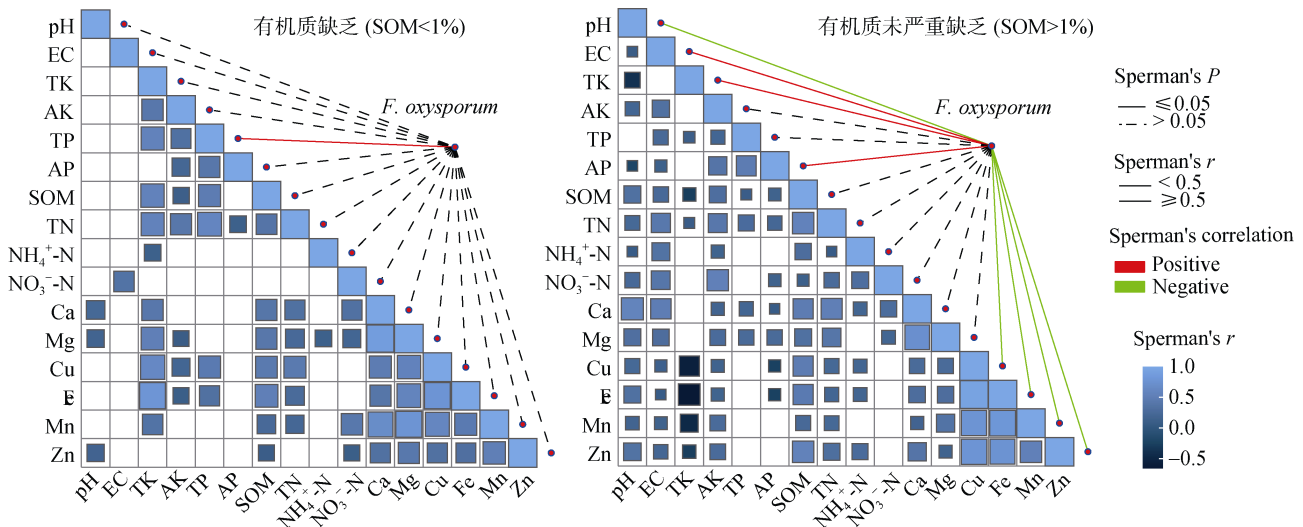 有机质缺乏 (SOM<1%)
F. oxysporum
pH
EC
TK
AK
TP
AP
SOM
TN
NH₄⁺-N
NO₃⁻-N
Ca
Mg
Cu
Fe
Mn
Zn
pH
EC
TK
AK
TP
AP
SOM
TN
NH₄⁺-N
NO₃⁻-N
Ca
Mg
Cu
Fe
Mn
Zn
有机质未严重缺乏 (SOM>1%)
F. oxysporum
pH
EC
TK
AK
TP
AP
SOM
TN
NH₄⁺-N
NO₃⁻-N
Ca
Mg
Cu
Fe
Mn
Zn
pH
EC
TK
AK
TP
AP
SOM
TN
NH₄⁺-N
NO₃⁻-N
Ca
Mg
Cu
Fe
Mn
Zn
Sperman's P
≤0.05
> 0.05
Sperman's r
< 0.5
≥0.5
Sperman's correlation
Positive
Negative
Sperman's r
1.0
0.5
0.0
−0.5